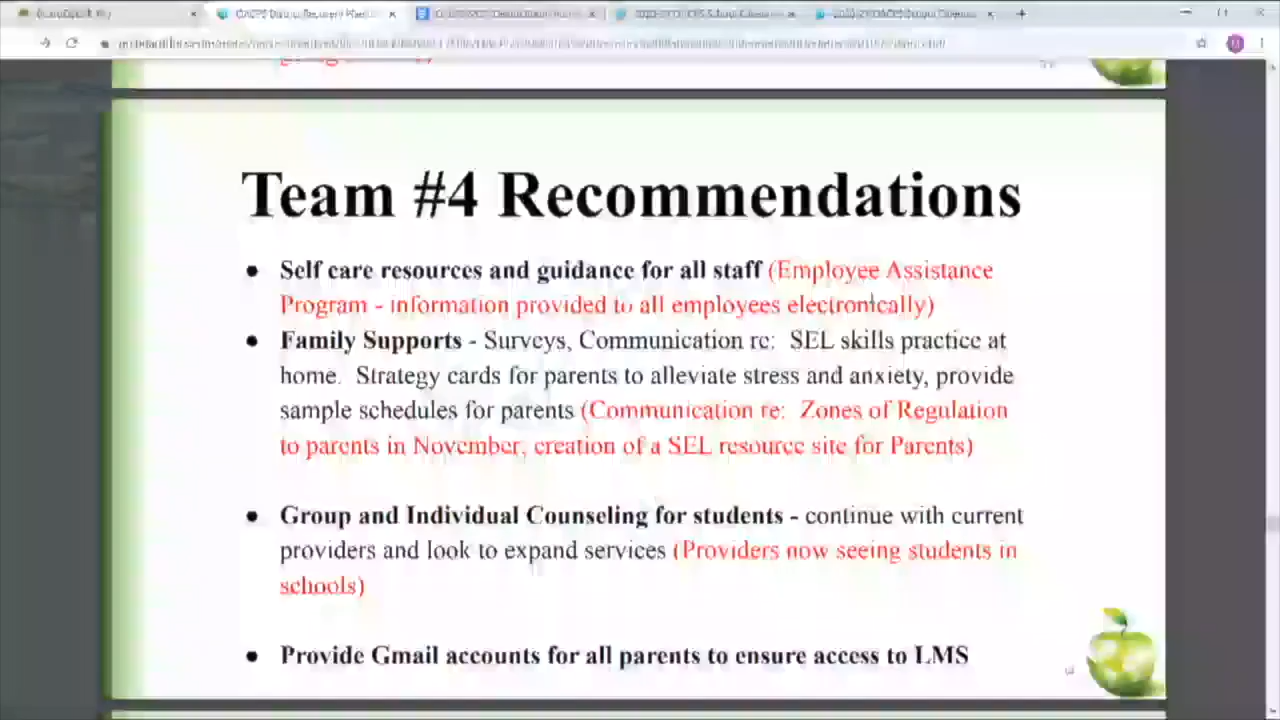 Team #4 Recommendations
● Self care resources and guidance for all staff (Employee Assistance
Program - information provided to all employees electronically)
● Family Supports - Surveys, Communication re: SEL skills practice at
home. Strategy cards for parents to alleviate stress and anxiety, provide
sample schedules for parents (Communication re: Zones of Regulation
to parents in November, creation of a SEL resource site for Parents)
● Group and Individual Counseling for students - continue with current
providers and look to expand services (Providers now seeing students in
schools)
● Provide Gmail accounts for all parents to ensure access to LMS